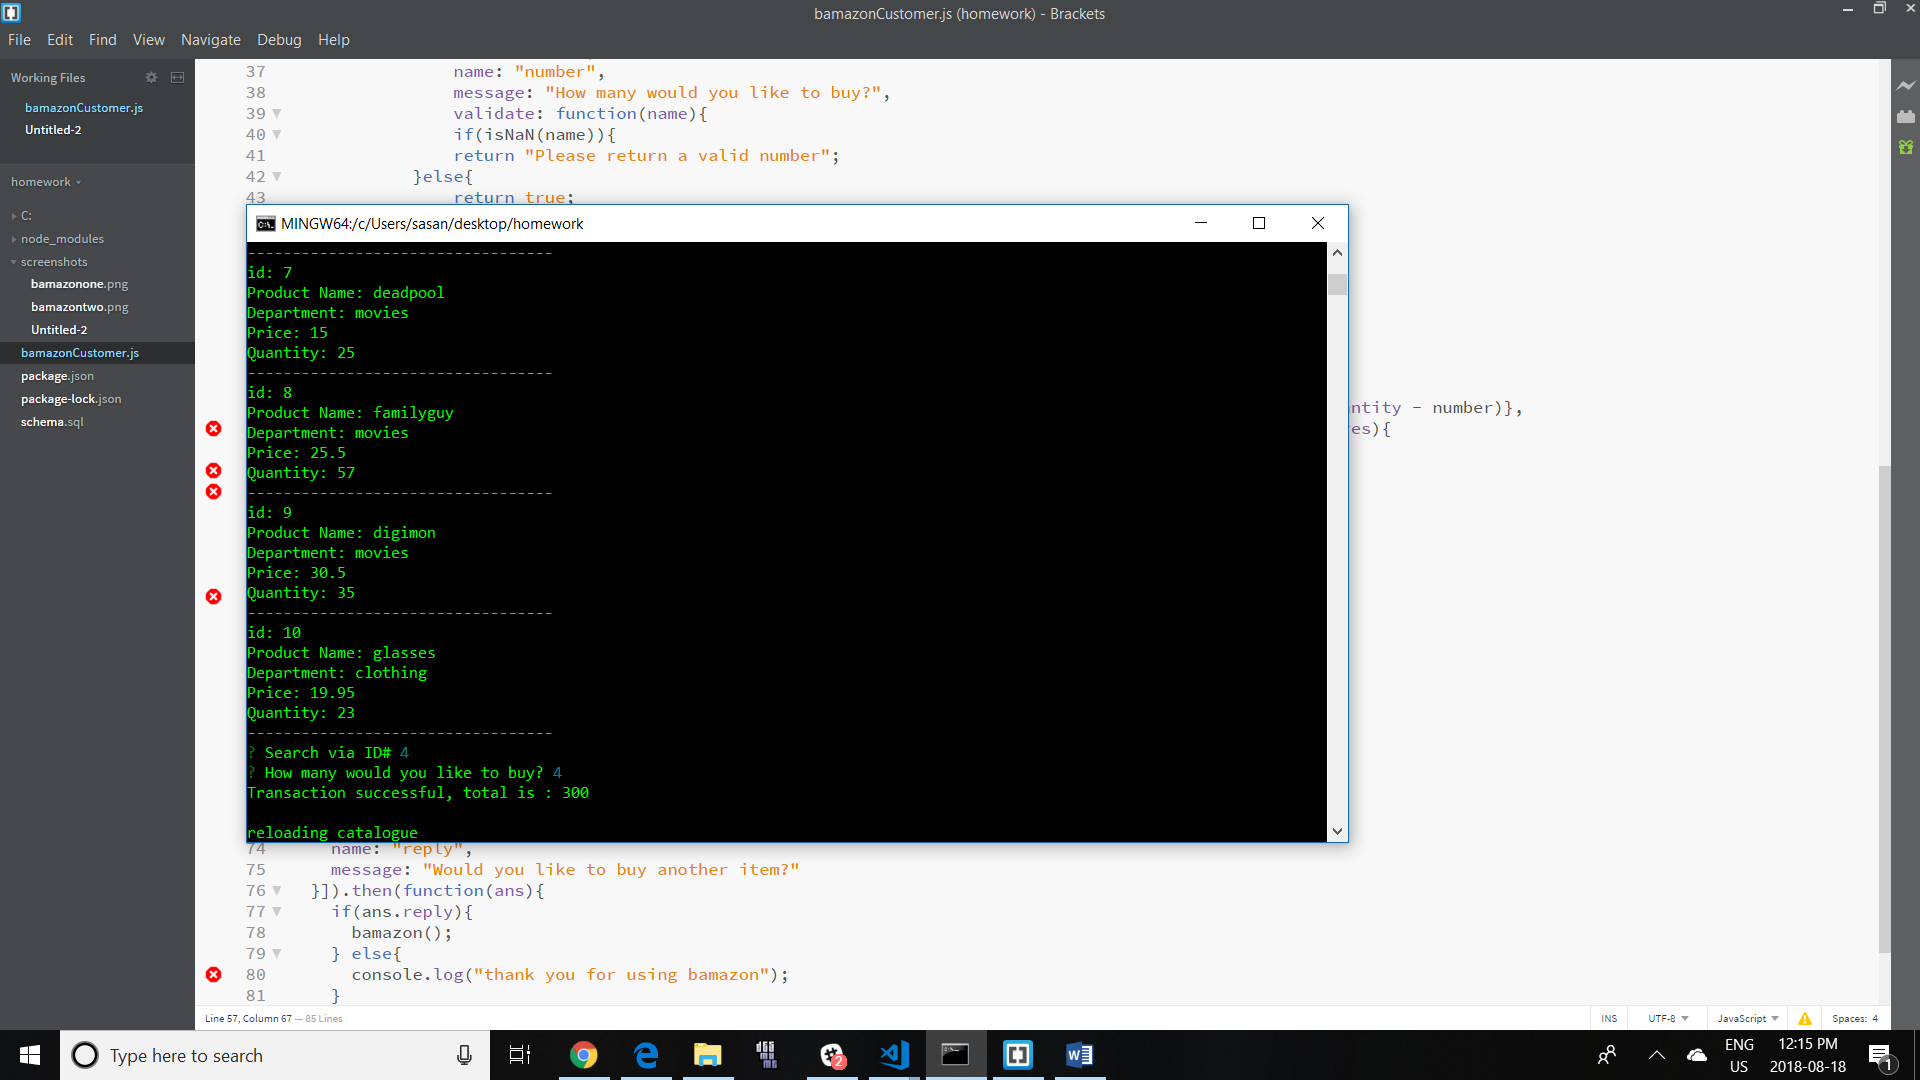 bamazonCustomer.js (homework) - Brackets
File Edit Find View Navigate Debug Help
Working Files
bamazonCustomer.js
Untitled-2
homework
C:
node_modules
screenshots
bamazonone.png
bamazontwo.png
Untitled-2
bamazonCustomer.js
package.json
package-lock.json
schema.sql
37 name: "number",
38 message: "How many would you like to buy?",
39 validate: function(name){
40 if(isNaN(name)){
41 return "Please return a valid number";
42 }else{
43 return true;
MINGW64:/c/Users/sasan/desktop/homework
----------------------------------
id: 7
Product Name: deadpool
Department: movies
Price: 15
Quantity: 25
----------------------------------
id: 8
Product Name: familyguy
Department: movies
Price: 25.5
Quantity: 57
----------------------------------
id: 9
Product Name: digimon
Department: movies
Price: 30.5
Quantity: 35
----------------------------------
id: 10
Product Name: glasses
Department: clothing
Price: 19.95
Quantity: 23
----------------------------------
? Search via ID# 4
? How many would you like to buy? 4
Transaction successful, total is : 300
reloading catalogue
ntity - number)},
es){
74 name: "reply",
75 message: "Would you like to buy another item?"
76 }]).then(function(ans){
77 if(ans.reply){
78 bamazon();
79 } else{
80 console.log("thank you for using bamazon");
81 }
Line 57, Column 67 — 85 Lines
INS UTF-8 JavaScript Spaces: 4
Type here to search
2
ENG
US
12:15 PM
2018-08-18
1